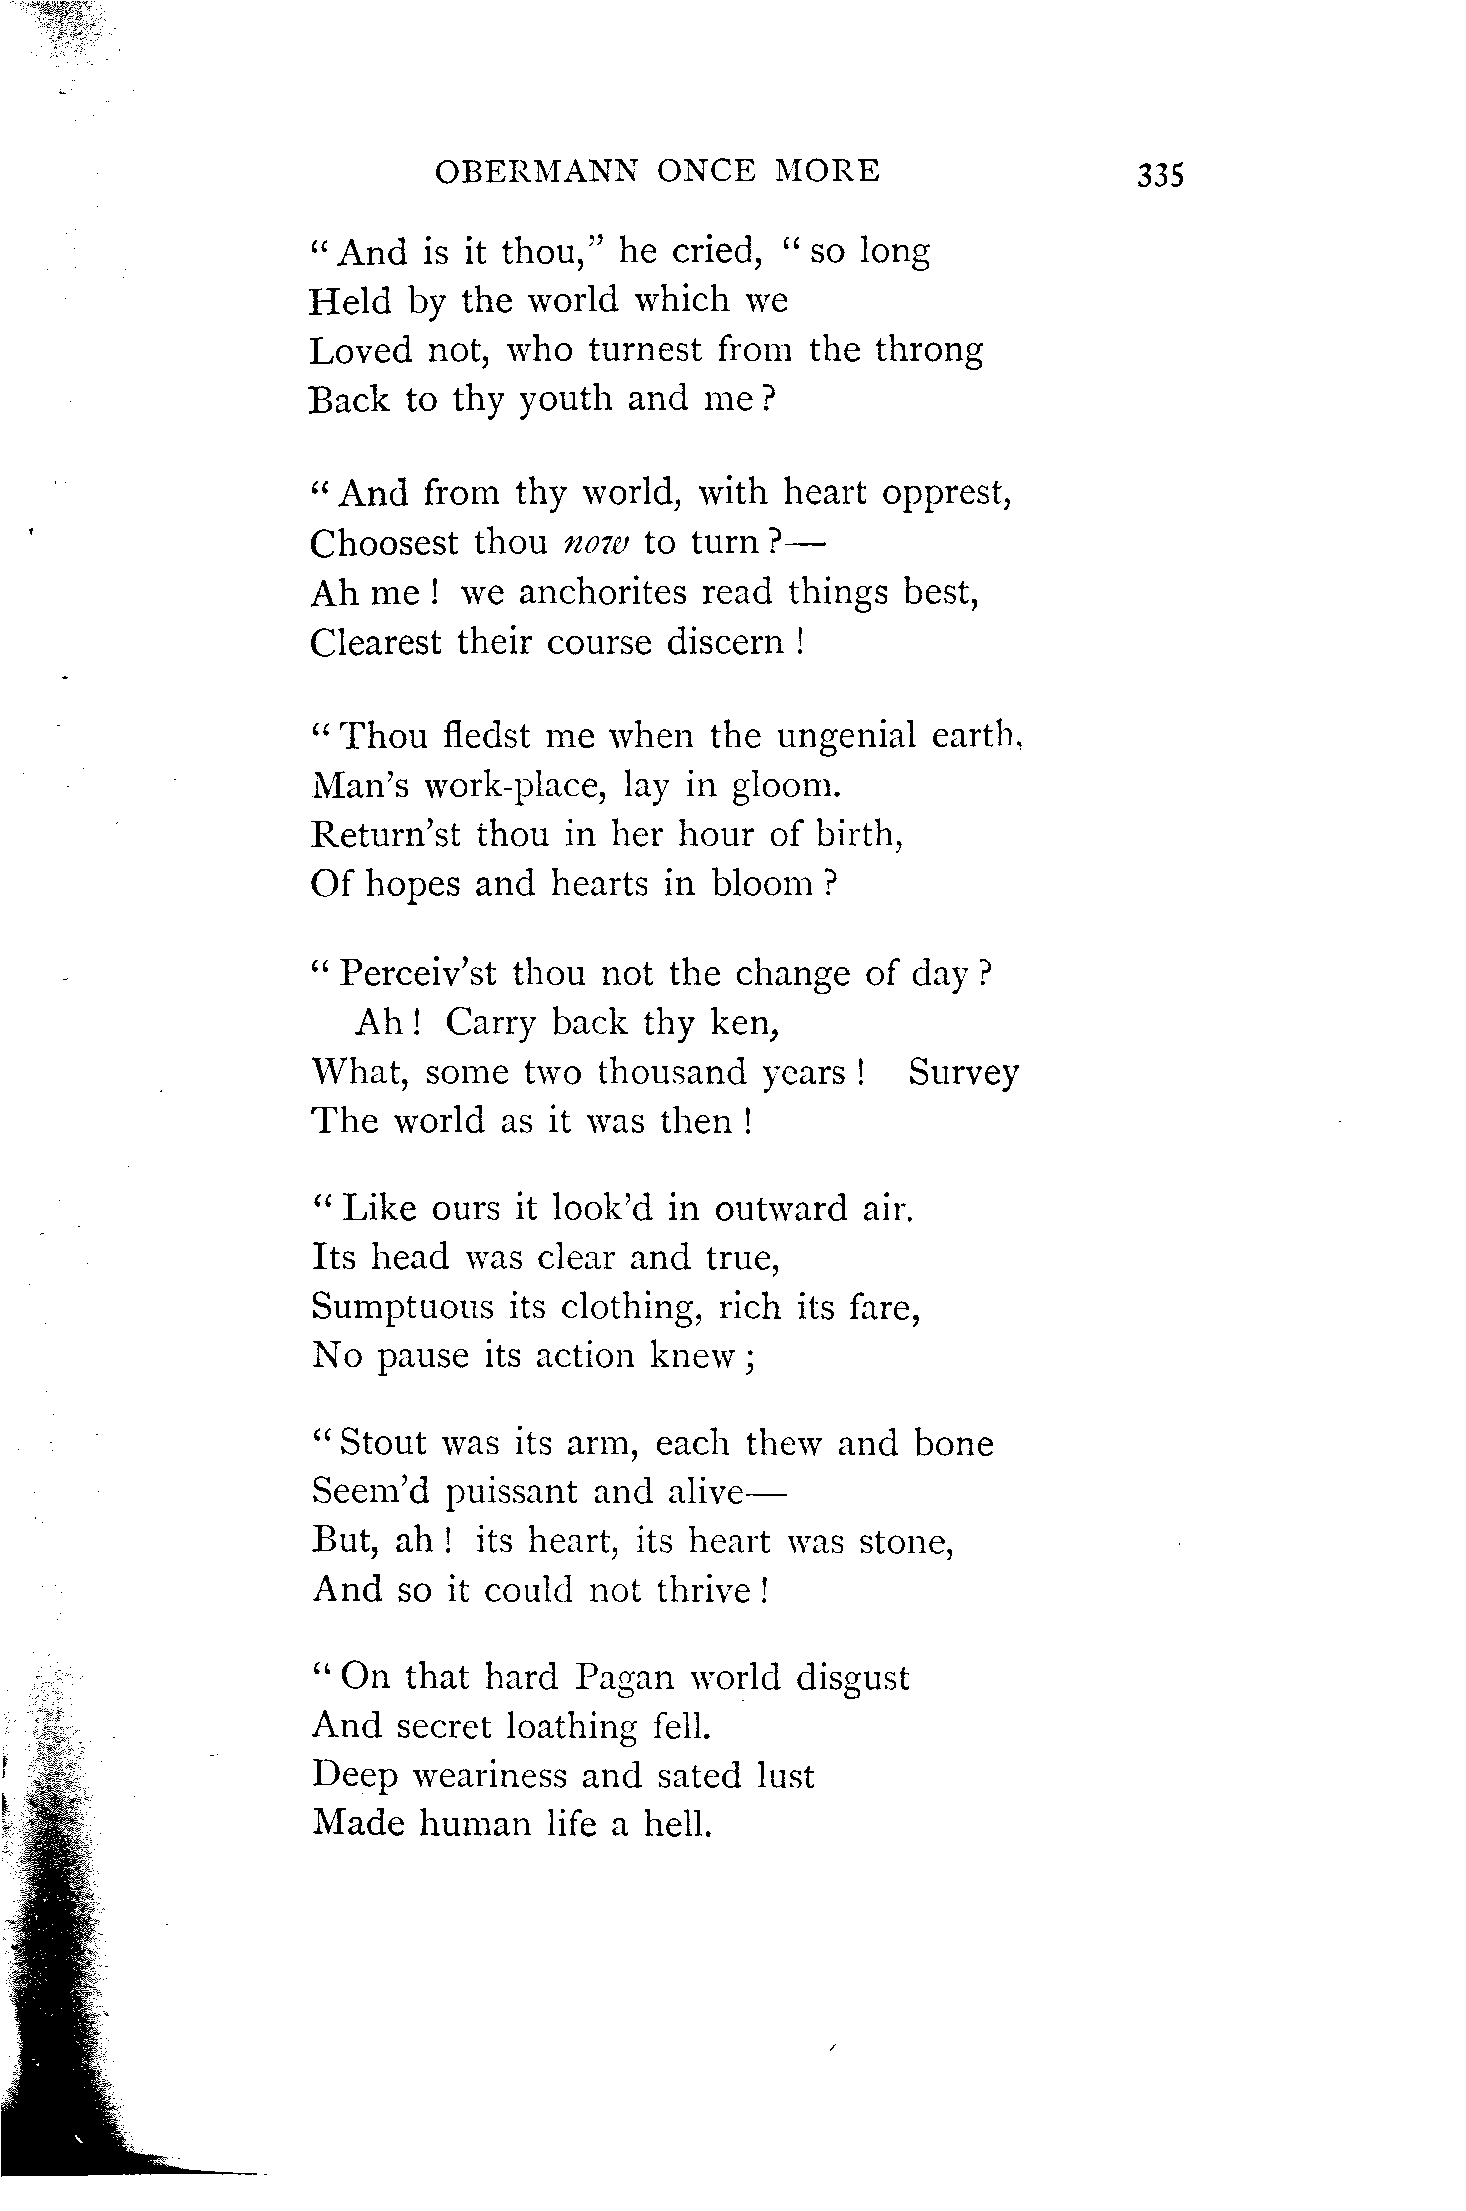 OBERMANN ONCE MORE 335
“ And is it thou,” he cried, “ so long
Held by the world which we
Loved not, who turnest from the throng
Back to thy youth and me ?
“ And from thy world, with heart opprest,
Choosest thou now to turn ?—
Ah me ! we anchorites read things best,
Clearest their course discern !
“ Thou fledst me when the ungenial earth,
Man’s work-place, lay in gloom.
Return’st thou in her hour of birth,
Of hopes and hearts in bloom ?
“ Perceiv’st thou not the change of day ?
Ah ! Carry back thy ken,
What, some two thousand years ! Survey
The world as it was then !
“ Like ours it look’d in outward air.
Its head was clear and true,
Sumptuous its clothing, rich its fare,
No pause its action knew ;
“ Stout was its arm, each thew and bone
Seem’d puissant and alive—
But, ah ! its heart, its heart was stone,
And so it could not thrive !
“ On that hard Pagan world disgust
And secret loathing fell.
Deep weariness and sated lust
Made human life a hell.